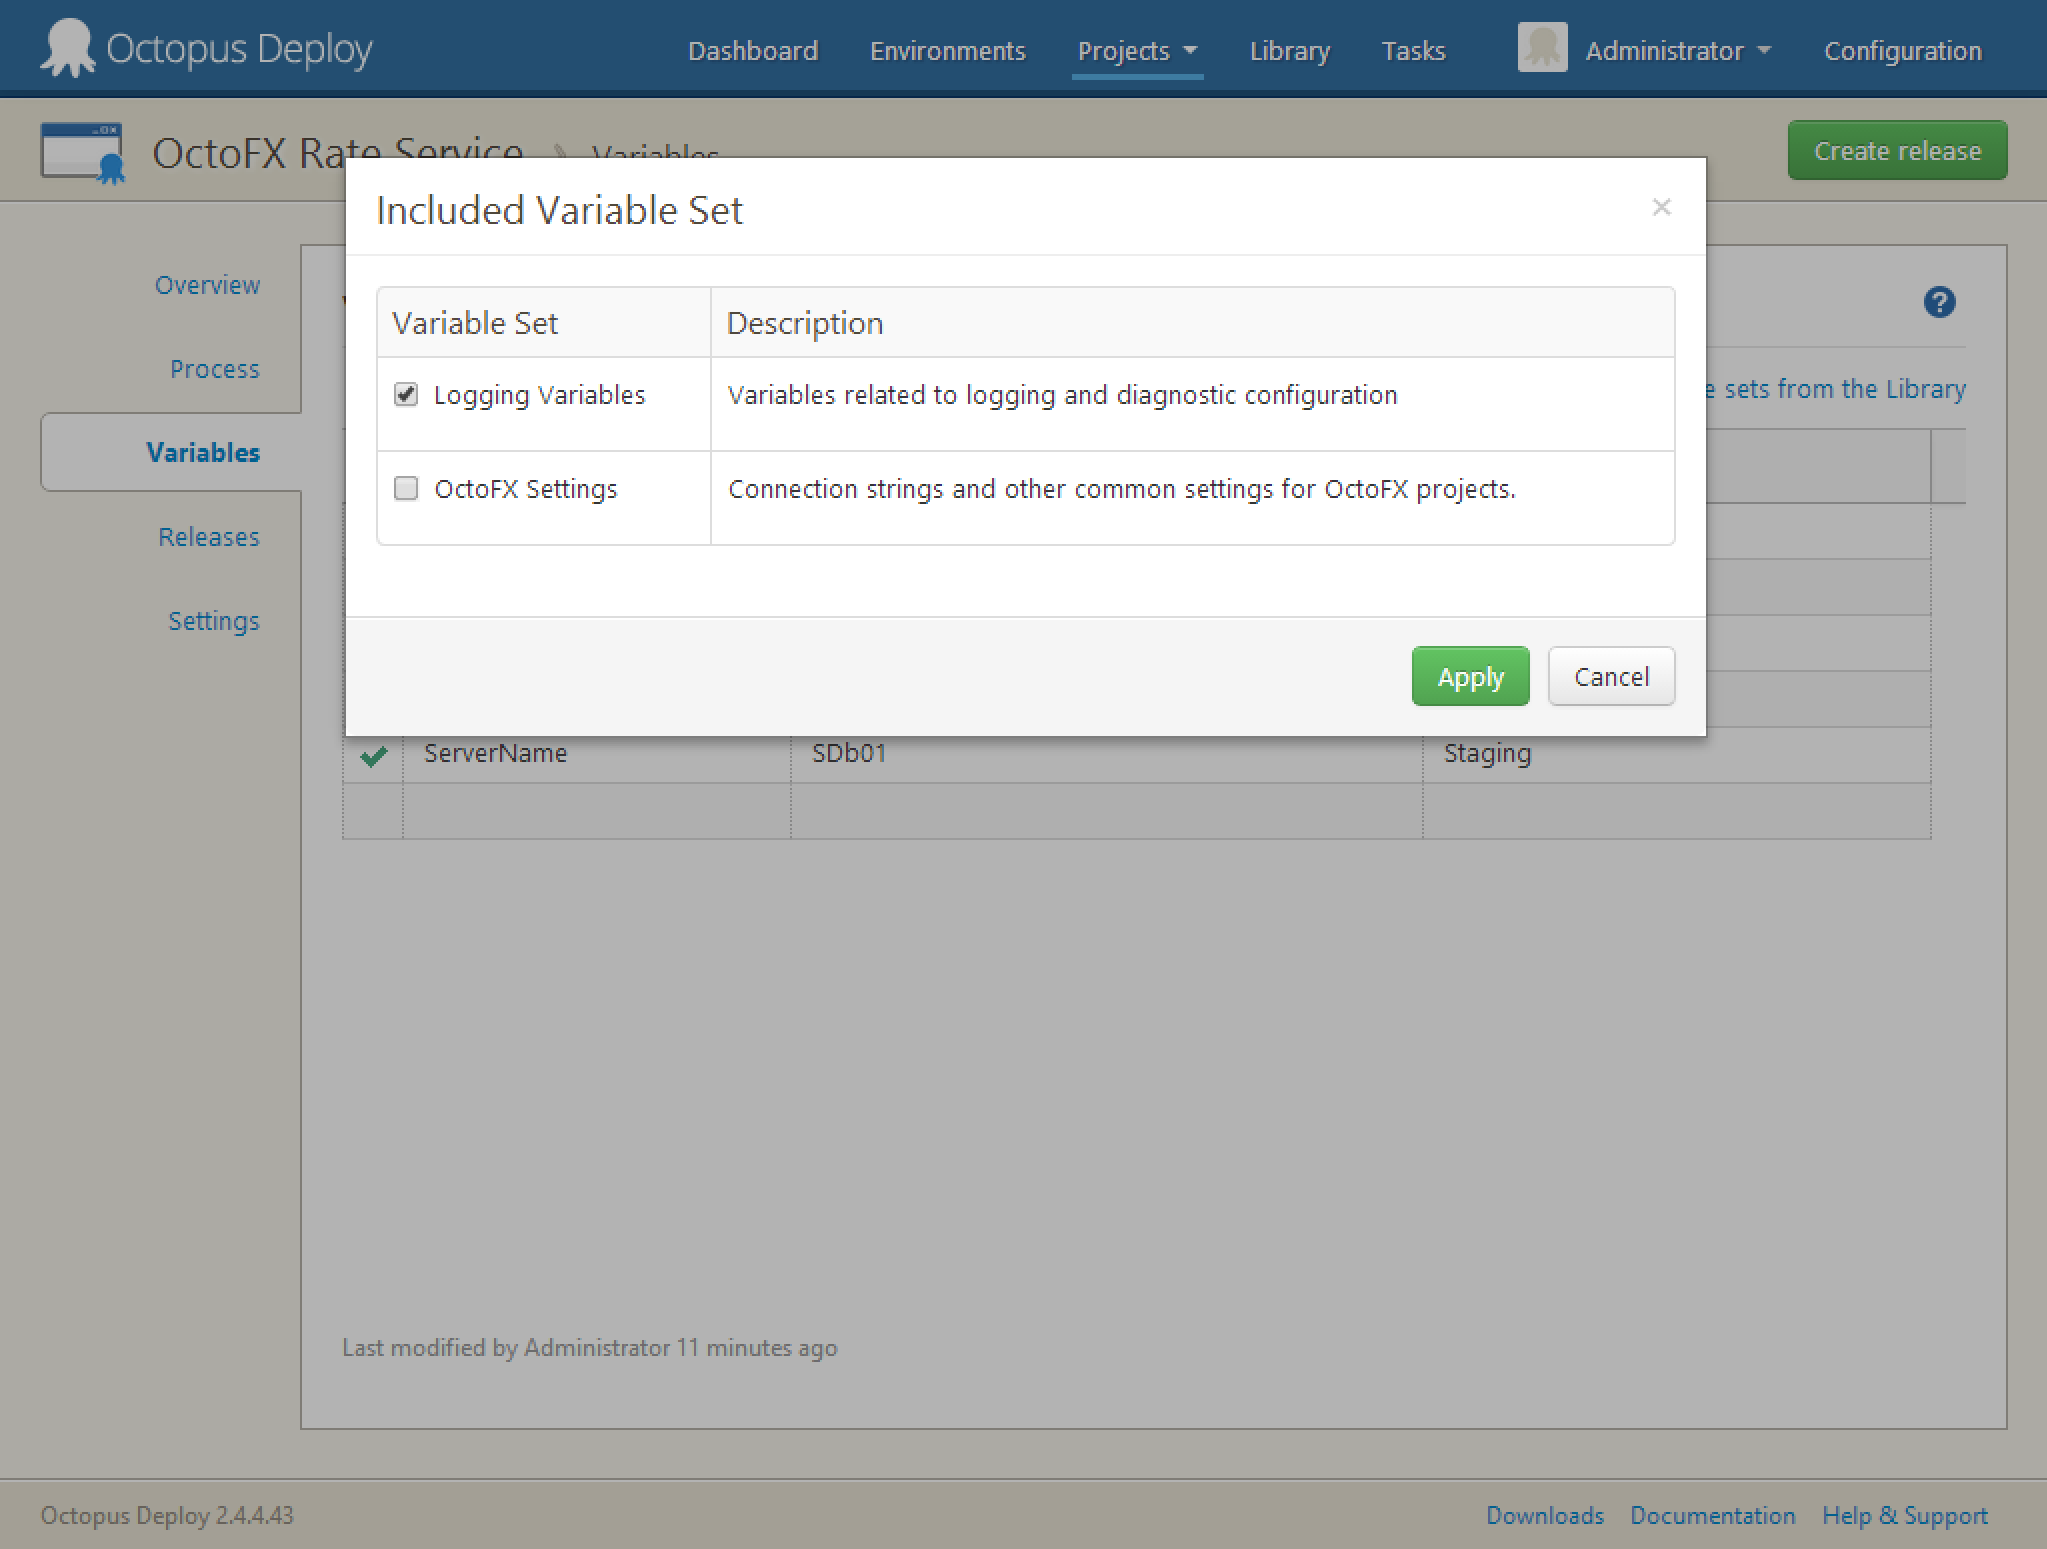 Octopus Deploy
Dashboard Environments Projects Library Tasks Administrator Configuration
OctoFX Rate Service Variables
Create release
Included Variable Set
×
Overview
Process
Variables
Releases
Settings
?
e sets from the Library
Variable Set Description
Logging Variables Variables related to logging and diagnostic configuration
OctoFX Settings Connection strings and other common settings for OctoFX projects.
Apply Cancel
ServerName SDb01 Staging
Last modified by Administrator 11 minutes ago
Octopus Deploy 2.4.4.43
Downloads Documentation Help & Support